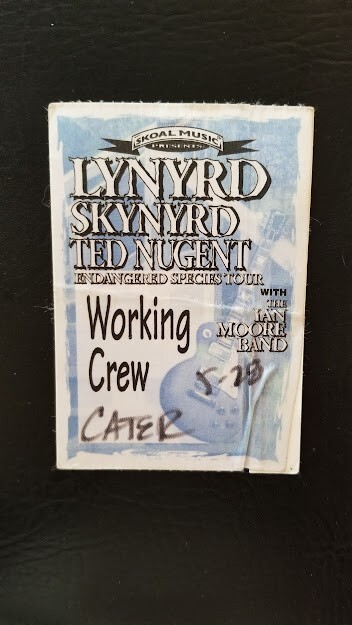 SKOAL MUSIC
PRESENTS
LYNYRD
SKYNYRD
TED NUGENT
ENDANGERED SPECIES TOUR
WITH
THE
IAN
MOORE
BAND
Working
Crew
5-28
CATER